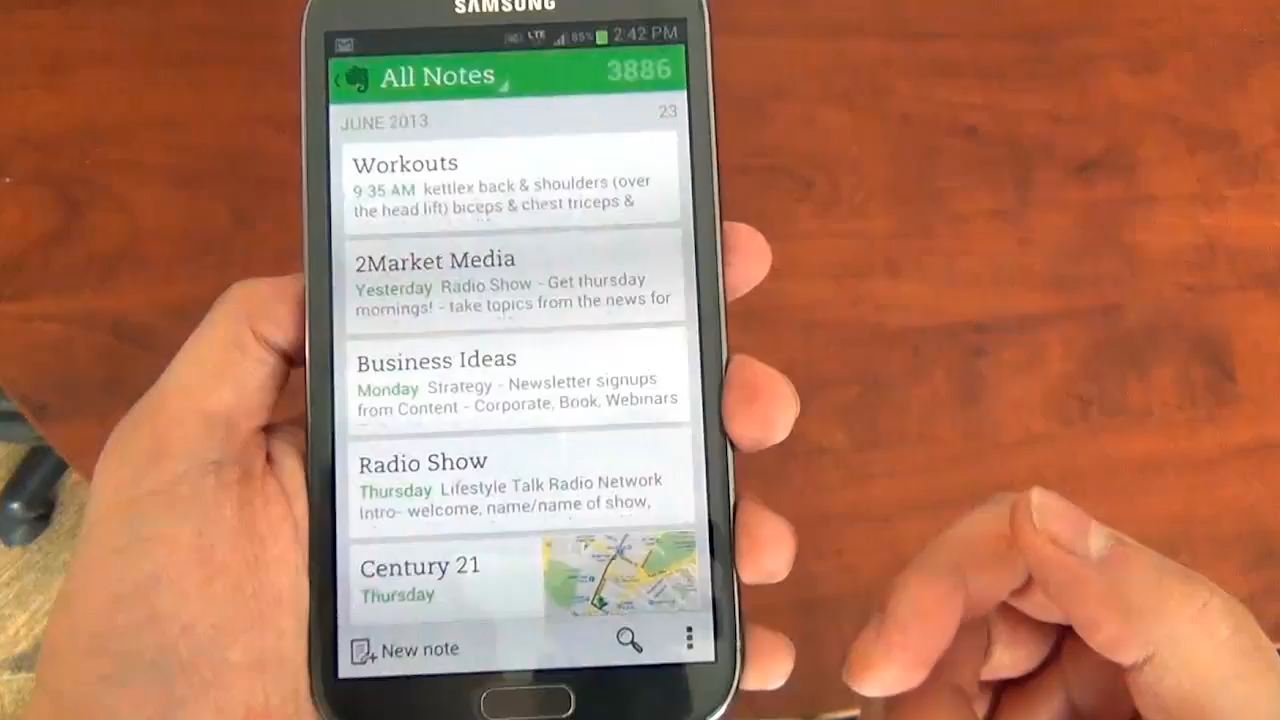 SAMSUNG
LTE 85% 2:42 PM
All Notes 3886
JUNE 2013 23
Workouts
9 35 AM kettlex back & shoulders (over
the head lift) biceps & chest triceps &
2Market Media
Yesterday Radio Show - Get thursday
mornings! - take topics from the news for
Business Ideas
Monday Strategy - Newsletter signups
from Content - Corporate, Book, Webinars
Radio Show
Thursday Lifestyle Talk Radio Network
Intro- welcome, name/name of show,
Century 21
Thursday
New note